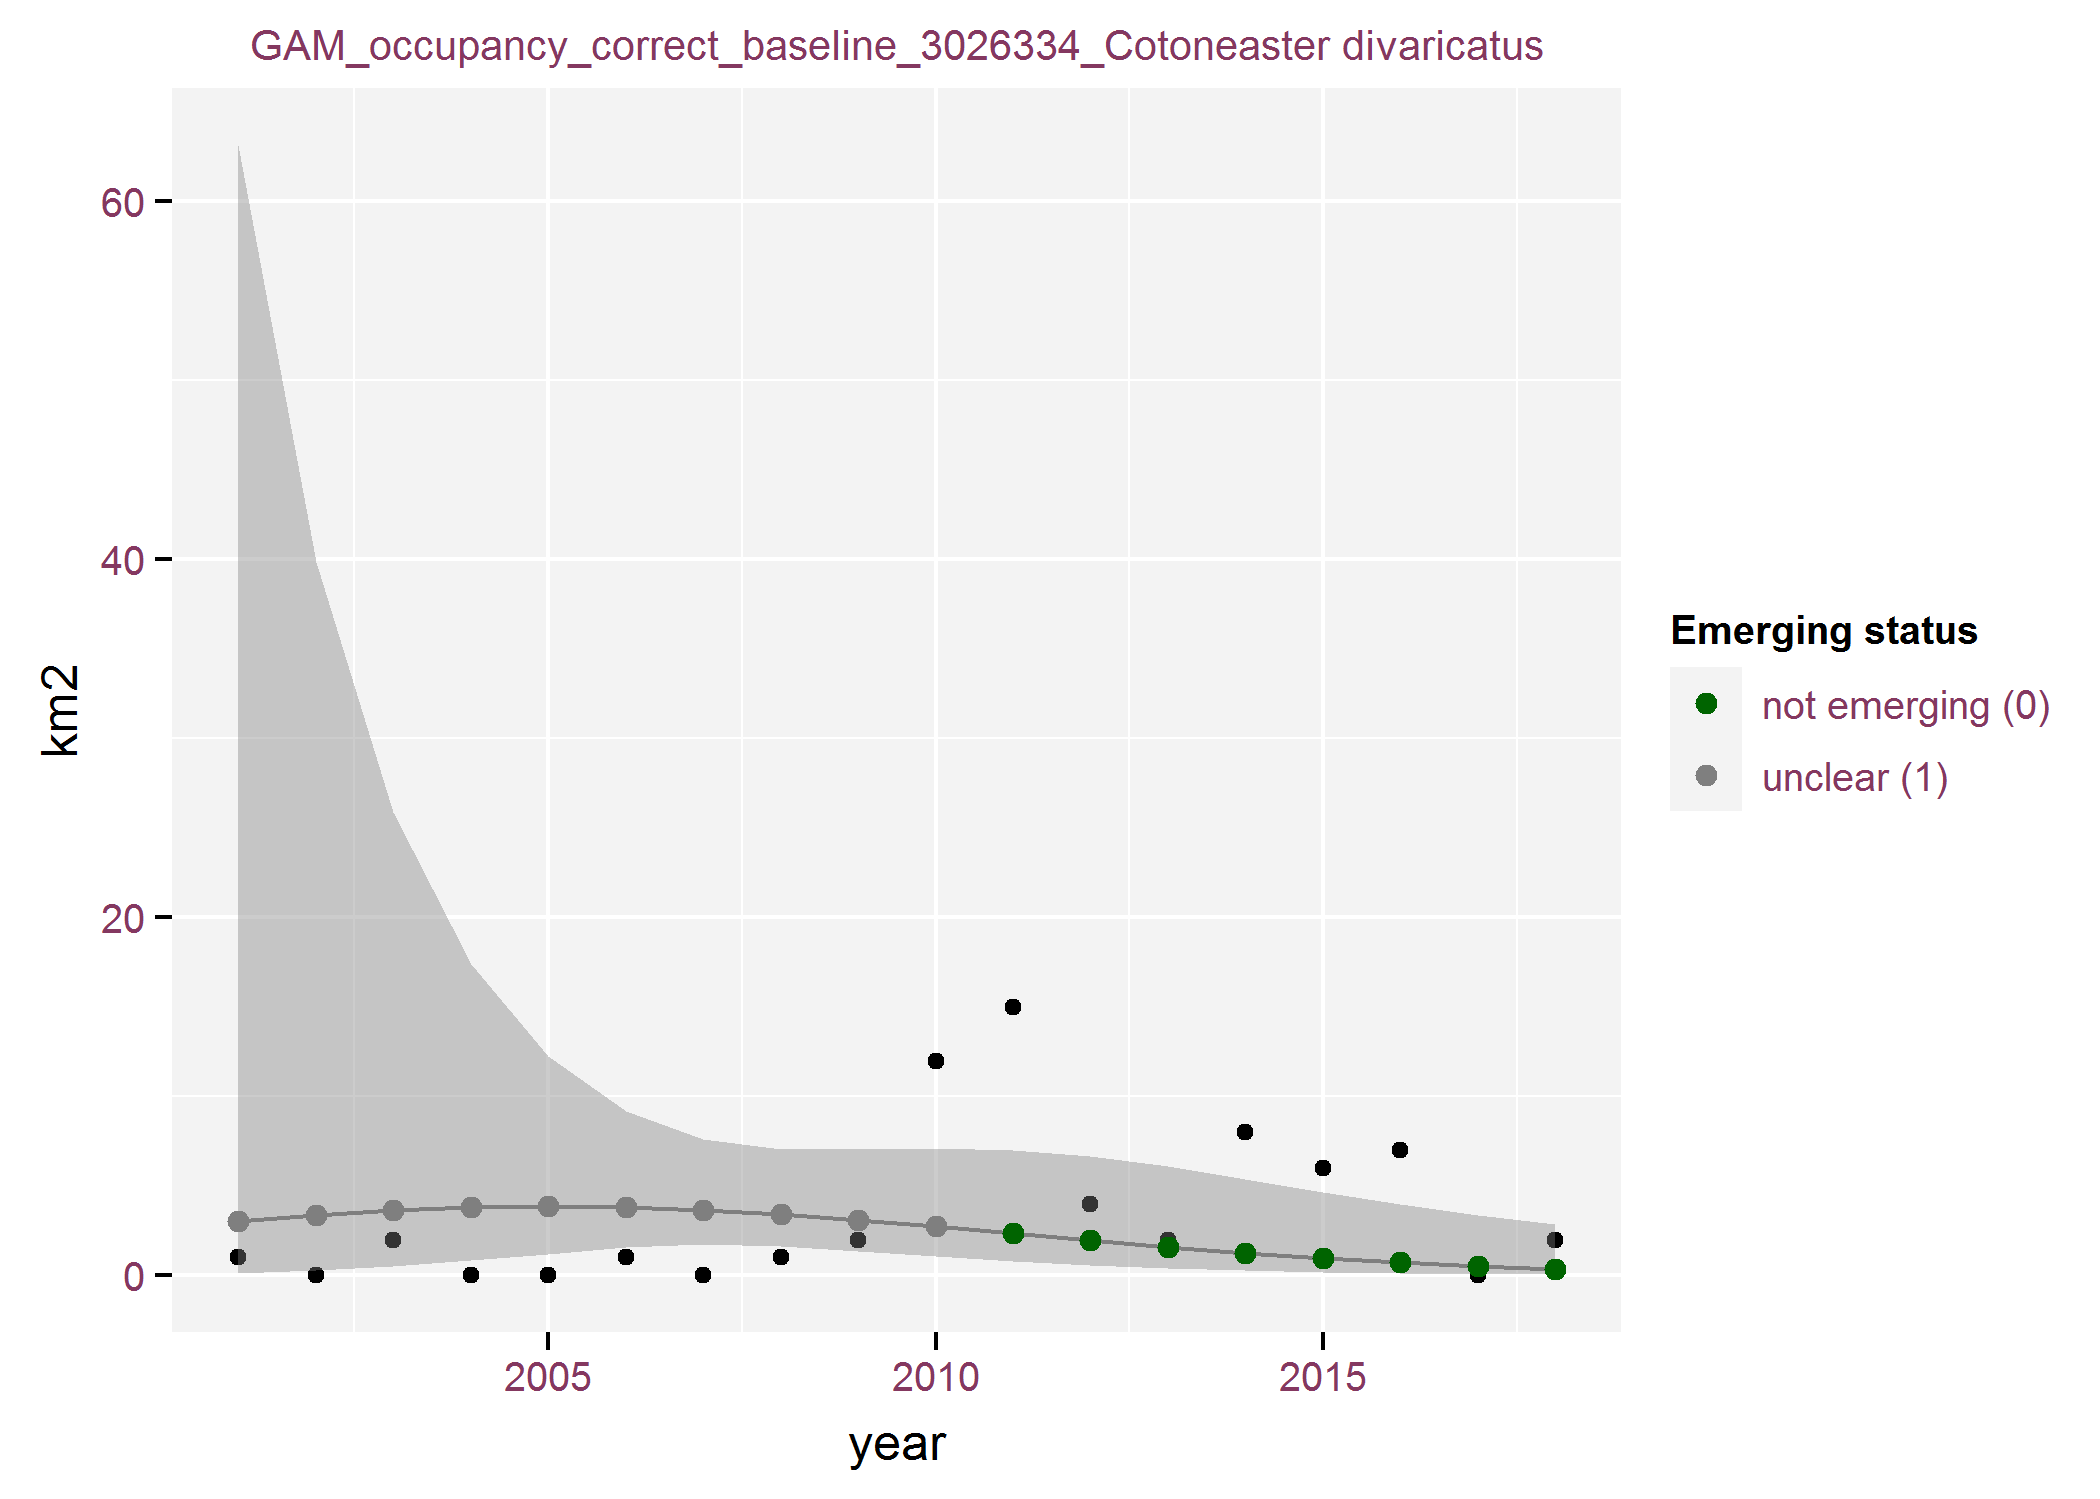 GAM_occupancy_correct_baseline_3026334_Cotoneaster divaricatus
60
40
20
0
km2
2005
2010
2015
year
Emerging status
not emerging (0)
unclear (1)